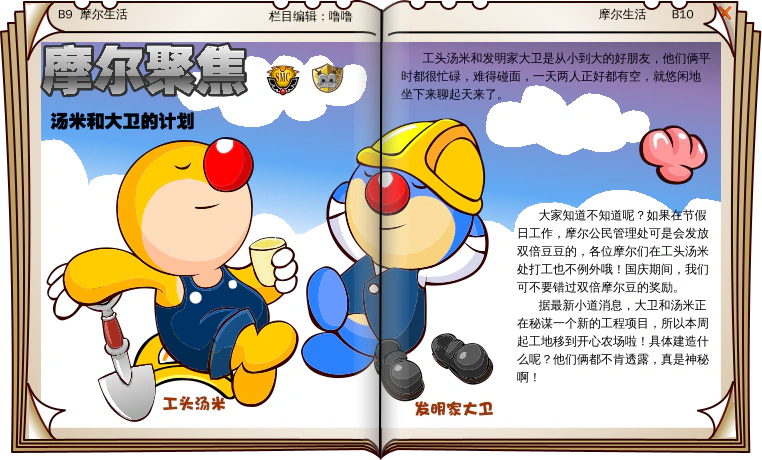 B9 摩尔生活
栏目编辑：噜噜
摩尔生活 B10
摩尔聚焦
SMC
汤米和大卫的计划
工头汤米和发明家大卫是从小到大的好朋友，他们俩平
时都很忙碌，难得碰面，一天两人正好都有空，就悠闲地
坐下来聊起天来了。
大家知道不知道呢？如果在节假
日工作，摩尔公民管理处可是会发放
双倍豆豆的，各位摩尔们在工头汤米
处打工也不例外哦！国庆期间，我们
可不要错过双倍摩尔豆的奖励。
据最新小道消息，大卫和汤米正
在秘谋一个新的工程项目，所以本周
起工地移到开心农场啦！具体建造什
么呢？他们俩都不肯透露，真是神秘
啊！
工头汤米
发明家大卫